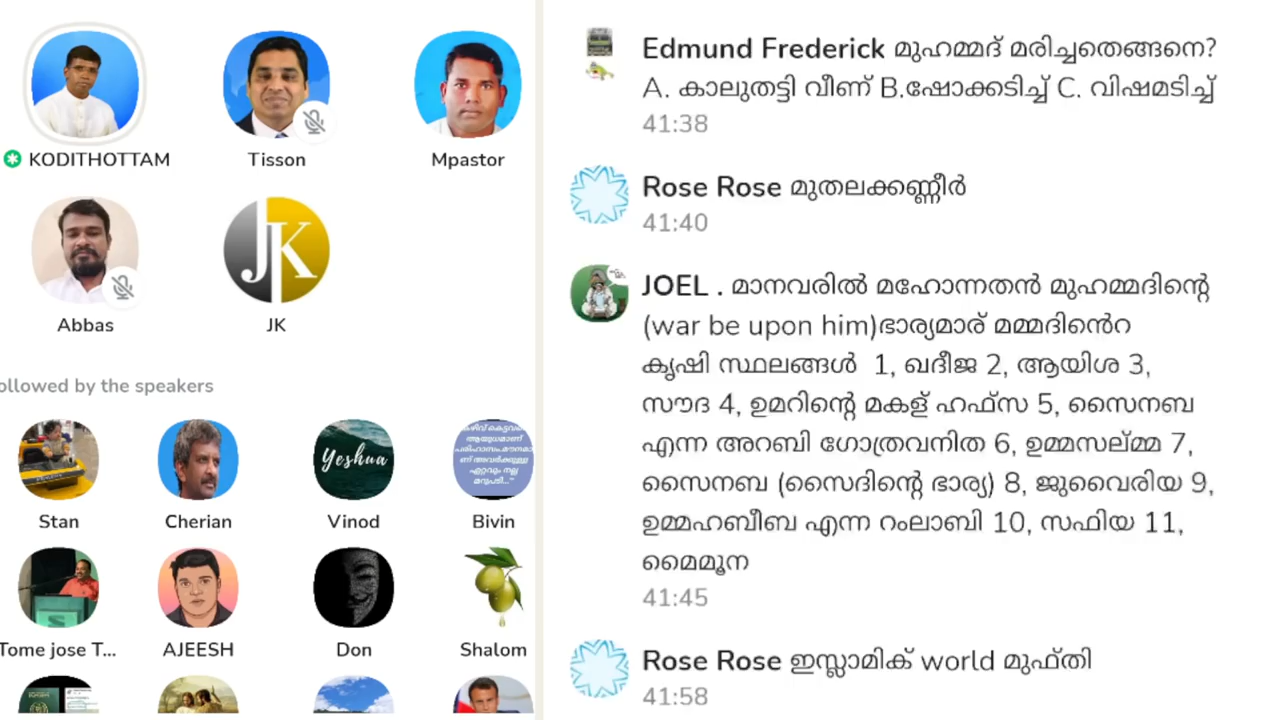 KODITHOTTAM
Tisson
Mpastor
JK
Abbas
JK
ollowed by the speakers
Yeshua
ആയുധമാണ്
Stan
Cherian
Vinod
Bivin
Tome jose T...
AJEESH
Don
Shalom
Edmund Frederick മുഹമ്മദ് മരിച്ചതെങ്ങനെ?
A. കാലുതട്ടി വീണ് B.ഷോക്കടിച്ച് C. വിഷമടിച്ച്
41:38
Rose Rose മുതലക്കണ്ണീർ
41:40
JOEL . മാനവരിൽ മഹോന്നതൻ മുഹമ്മദിന്റെ
(war be upon him)ഭാര്യമാര് മമ്മദിൻെറ
കൃഷി സ്ഥലങ്ങൾ 1, ഖദീജ 2, ആയിശ 3,
സൗദ 4, ഉമറിന്റെ മകള് ഹഫ്സ 5, സൈനബ
എന്ന അറബി ഗോത്രവനിത 6, ഉമ്മസല്മ്മ 7,
സൈനബ (സൈദിന്റെ ഭാര്യ) 8, ജുവൈരിയ 9,
ഉമ്മഹബീബ എന്ന റംലാബി 10, സഫിയ 11,
മൈമൂന
41:45
Rose Rose ഇസ്ലാമിക് world മുഫ്തി
41:58